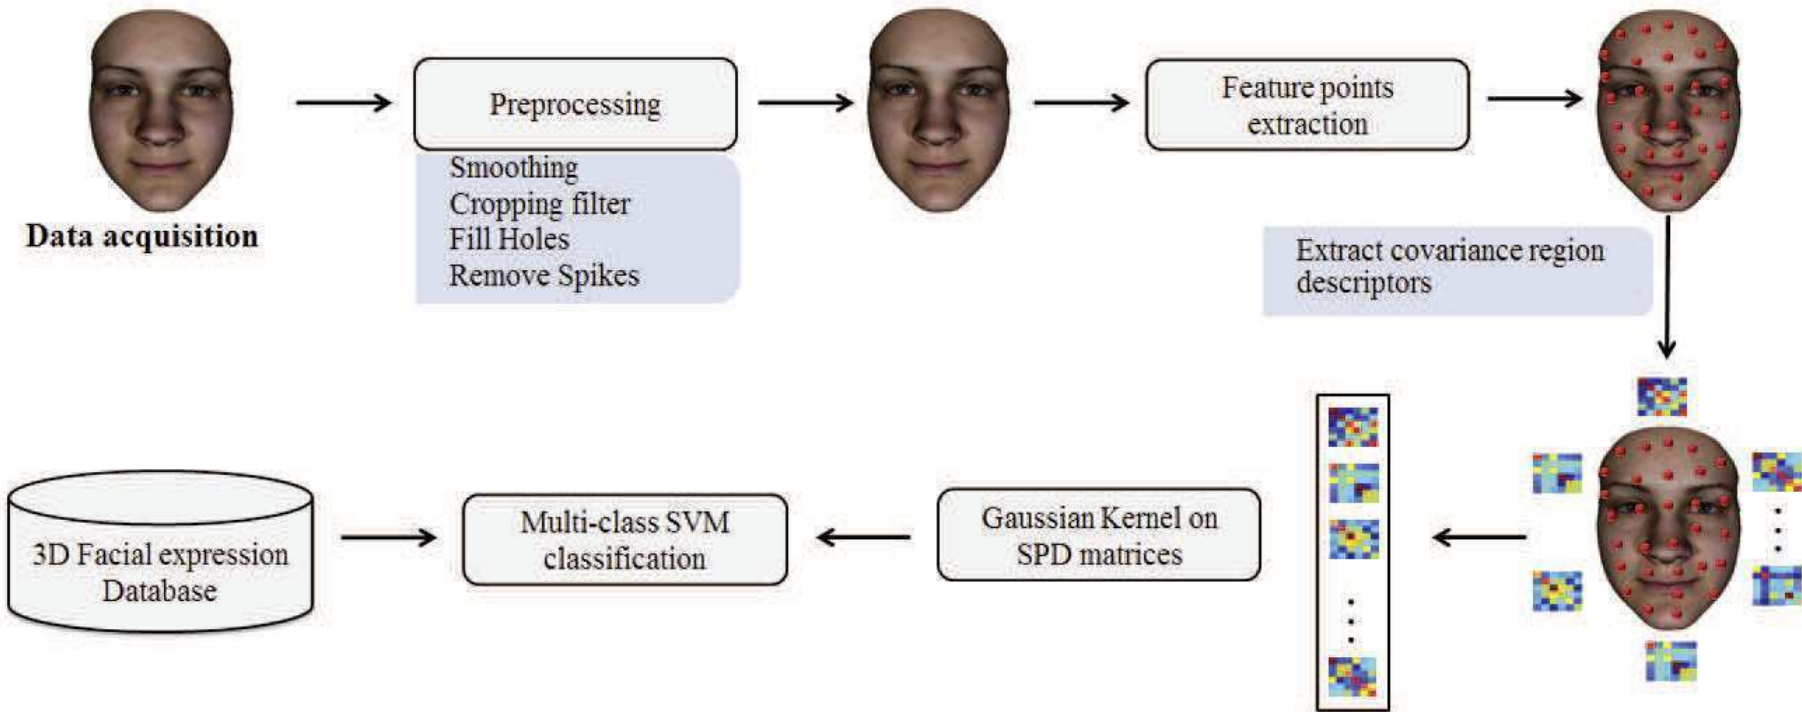 Preprocessing
Feature points
extraction
Smoothing
Cropping filter
Fill Holes
Remove Spikes
Data acquisition
Extract covariance region
descriptors
3D Facial expression
Database
Multi-class SVM
classification
Gaussian Kernel on
SPD matrices